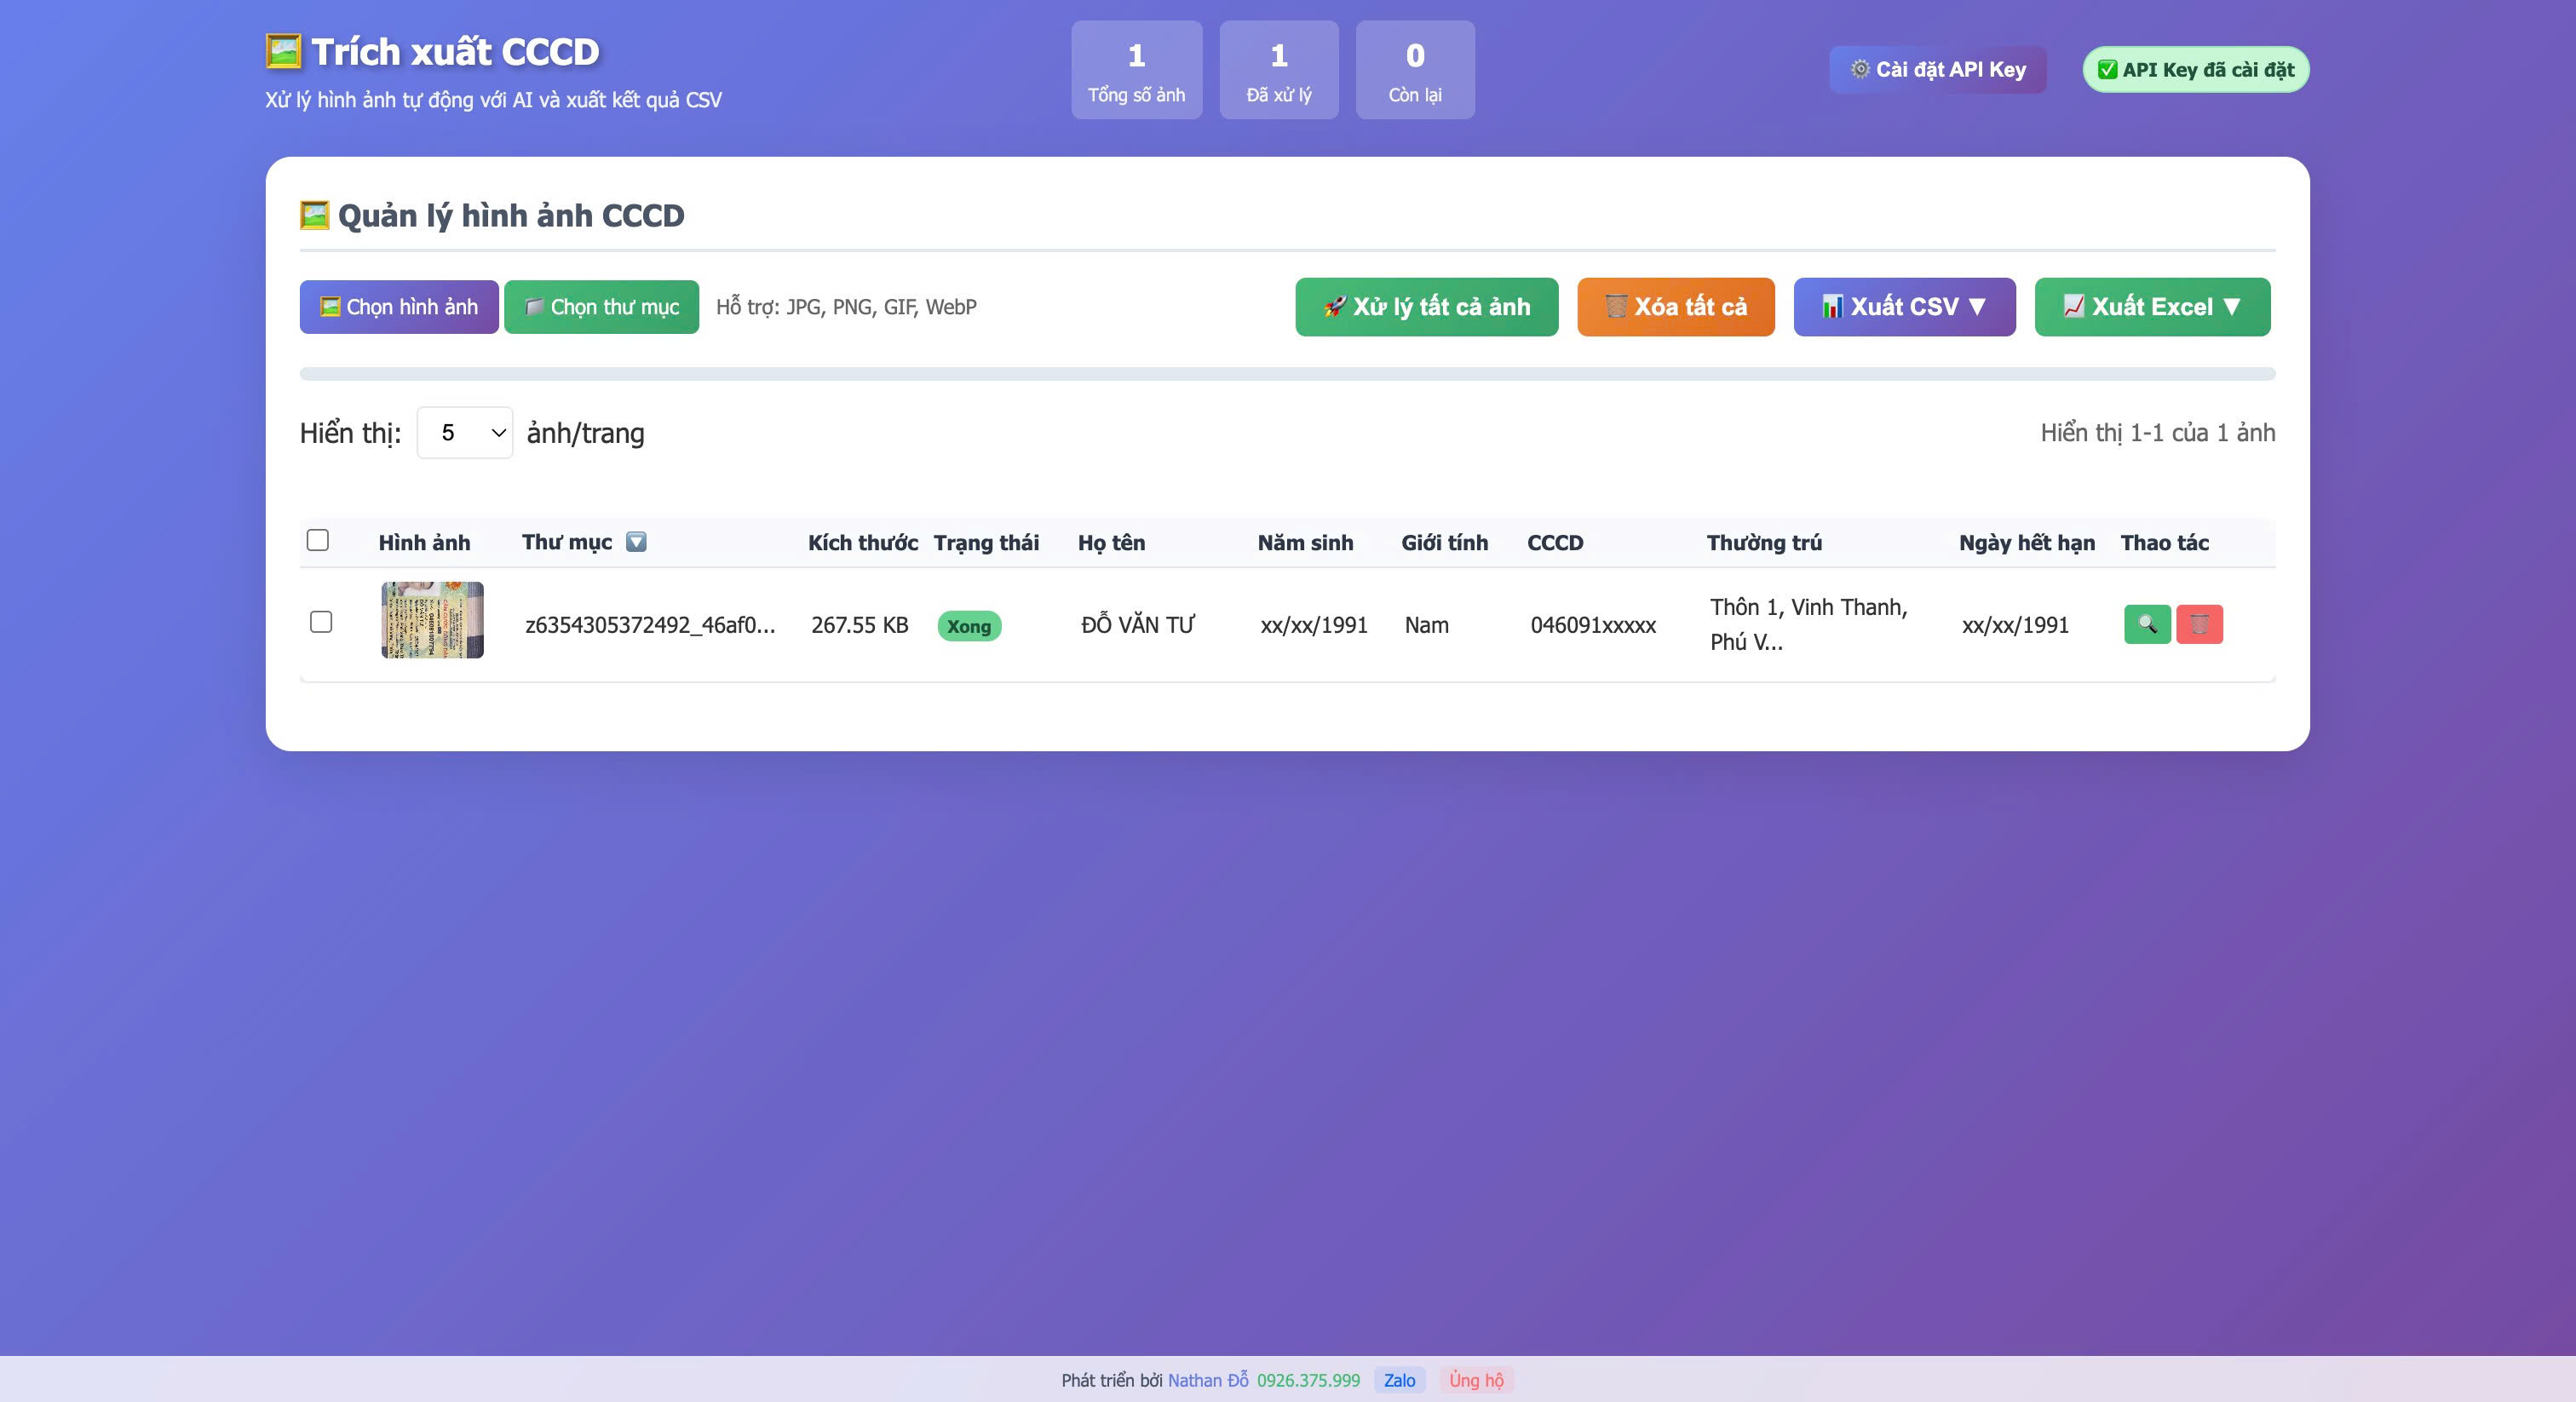 Trích xuất CCCD
Xử lý hình ảnh tự động với AI và xuất kết quả CSV
1
Tổng số ảnh
1
Đã xử lý
0
Còn lại
Cài đặt API Key
API Key đã cài đặt
Quản lý hình ảnh CCCD
Chọn hình ảnh
Chọn thư mục
Hỗ trợ: JPG, PNG, GIF, WebP
Xử lý tất cả ảnh
Xóa tất cả
Xuất CSV ▼
Xuất Excel ▼
Hiển thị: 5 ảnh/trang
Hiển thị 1-1 của 1 ảnh
Hình ảnh Thư mục Kích thước Trạng thái Họ tên Năm sinh Giới tính CCCD Thường trú Ngày hết hạn Thao tác
z6354305372492_46af0... 267.55 KB Xong ĐỖ VĂN TƯ xx/xx/1991 Nam 046091xxxxx Thôn 1, Vinh Thanh,
Phú V... xx/xx/1991
Phát triển bởi Nathan Đỗ 0926.375.999 Zalo Ủng hộ